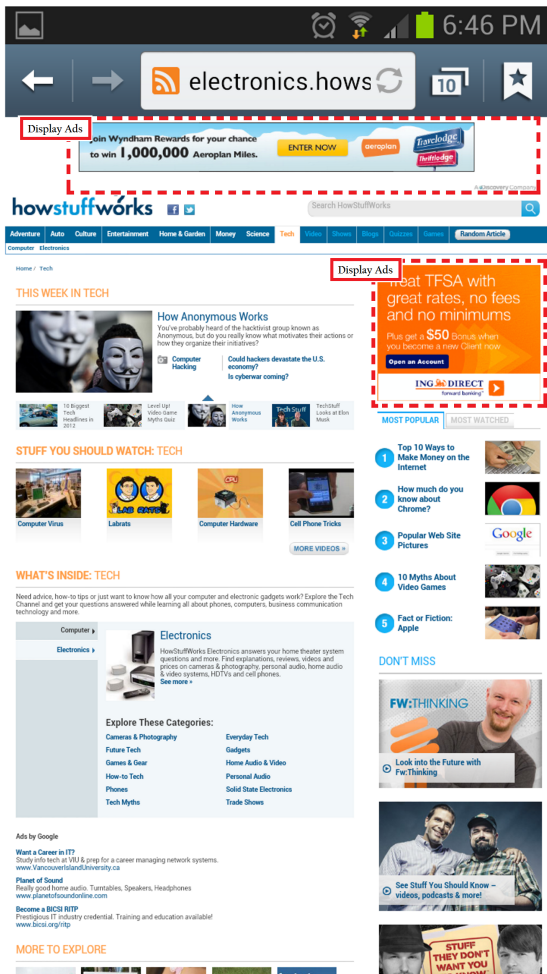 6:46 PM
electronics.hows
10
Display Ads
Join Wyndham Rewards for your chance
to win 1,000,000 Aeroplan Miles.
ENTER NOW
aeroplan
Travelodge
Thriftlodge
A Discovery Company
howstuffworks
Search HowStuffWorks
Adventure Auto Culture Entertainment Home & Garden Money Science Tech Video Shows Blogs Quizzes Games Random Article
Computer Electronics
Home / Tech
Display Ads
Treat TFSA with
great rates, no fees
and no minimums
Plus get a $50 Bonus when
you become a new Client now
Open an Account
ING DIRECT
forward banking
THIS WEEK IN TECH
How Anonymous Works
You've probably heard of the hacktivist group known as
Anonymous, but do you really know what motivates their actions or
how they organize their initiatives?
Computer
Hacking
Could hackers devastate the U.S.
economy?
Is cyberwar coming?
10 Biggest
Tech
Headlines in
2012
Level Up!
Video Game
Myths Quiz
How
Anonymous
Works
Tech Stuff
TechStuff
Looks at Elon
Musk
MOST POPULAR MOST WATCHED
1 Top 10 Ways to
Make Money on the
Internet
2 How much do you
know about
Chrome?
3 Popular Web Site
Pictures
Google
4 10 Myths About
Video Games
5 Fact or Fiction:
Apple
STUFF YOU SHOULD WATCH: TECH
LAB RATS
CPU
Computer Virus
Labrats
Computer Hardware
Cell Phone Tricks
MORE VIDEOS »
WHAT'S INSIDE: TECH
Need advice, how-to tips or just want to know how all your computer and electronic gadgets work? Explore the Tech
Channel and get your questions answered while learning all about phones, computers, business communication
technology and more.
Computer
Electronics
Electronics
HowStuffWorks Electronics answers your home theater system
questions and more. Find explanations, reviews, videos and
prices on cameras & photography, personal audio, home audio
& video systems, HDTVs and cell phones.
See more »
Explore These Categories:
Cameras & Photography
Everyday Tech
Future Tech
Gadgets
Games & Gear
Home Audio & Video
How-to Tech
Personal Audio
Phones
Solid State Electronics
Tech Myths
Trade Shows
DON'T MISS
FW:THINKING
Look into the Future with
Fw:Thinking
See Stuff You Should Know –
videos, podcasts & more!
STUFF
THEY DON'T
WANT YOU
Ads by Google
Want a Career in IT?
Study info tech at VIU & prep for a career managing network systems.
www.VancouverIslandUniversity.ca
Planet of Sound
Really good home audio. Turntables, Speakers, Headphones
www.planetofsoundonline.com
Become a BICSI RITP
Prestigious IT industry credential. Training and education available!
www.bicsi.org/ritp
MORE TO EXPLORE